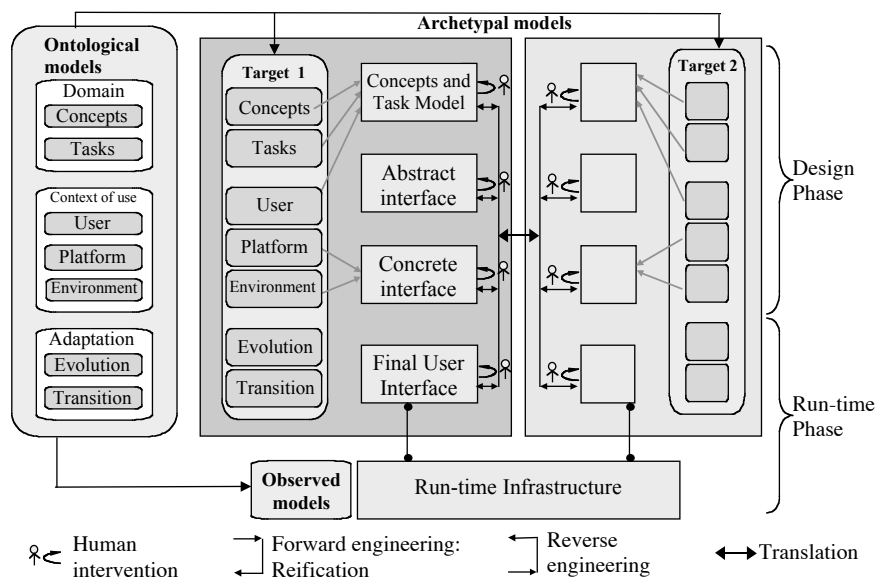 Archetypal models
Ontological
models
Domain
Concepts
Tasks
Context of use
User
Platform
Environment
Adaptation
Evolution
Transition
Target 1
Concepts
Tasks
User
Platform
Environment
Evolution
Transition
Concepts and
Task Model
Abstract
interface
Concrete
interface
Final User
Interface
Target 2
Design
Phase
Run-time
Phase
Observed
models
Run-time Infrastructure
Human
intervention
Forward engineering:
Reification
Reverse
engineering
Translation